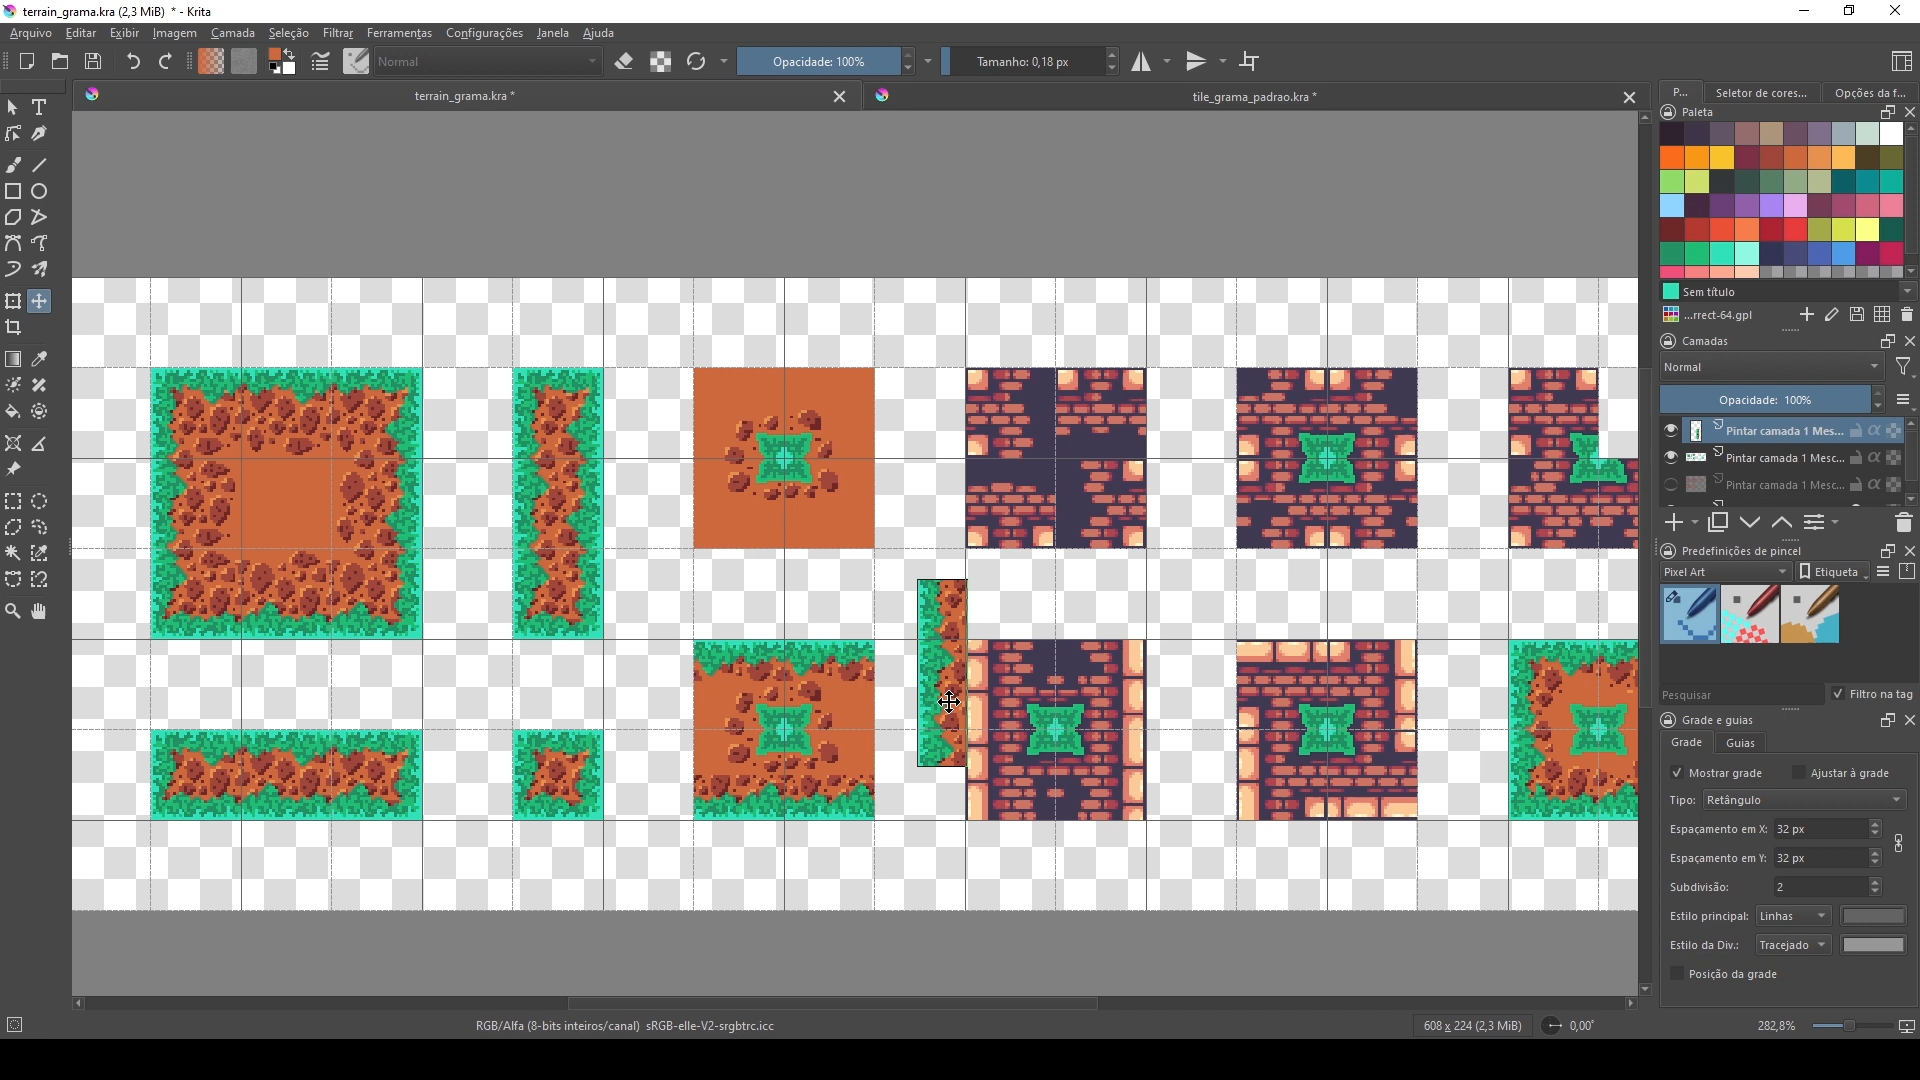 terrain_grama.kra (2,3 MiB) * - Krita
Arquivo Editar Exibir Imagem Camada Seleção Filtrar Ferramentas Configurações Janela Ajuda
Normal
Opacidade: 100%
Tamanho: 0,18 px
terrain_grama.kra *
tile_grama_padrao.kra *
P... Seletor de cores... Opções da f...
Paleta
Sem título
...rrect-64.gpl
Camadas
Normal
Opacidade: 100%
Pintar camada 1 Mes...
Pintar camada 1 Mesc...
Pintar camada 1 Mesc...
Predefinições de pincel
Pixel Art
Etiqueta
Pesquisar
Filtro na tag
Grade e guias
Grade Guias
Mostrar grade Ajustar à grade
Tipo: Retângulo
Espaçamento em X: 32 px
Espaçamento em Y: 32 px
Subdivisão: 2
Estilo principal: Linhas
Estilo da Div.: Tracejado
Posição da grade
RGB/Alfa (8-bits inteiros/canal) sRGB-elle-V2-srgbtrc.icc
608 x 224 (2,3 MiB)
0,00°
282,8%